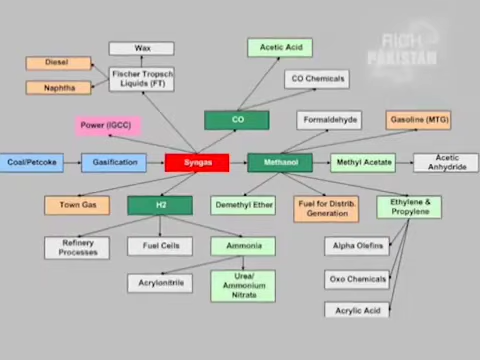 RICH
PAKISTAN
Wax
Acetic Acid
Diesel
Fischer Tropsch
Liquids (FT)
CO Chemicals
Naphtha
Power (IGCC)
CO
Formaldehyde
Gasoline (MTG)
Coal/Petcoke
Gasification
Syngas
Methanol
Methyl Acetate
Acetic
Anhydride
Town Gas
H2
Demethyl Ether
Fuel for Distrib.
Generation
Ethylene &
Propylene
Refinery
Processes
Fuel Cells
Ammonia
Alpha Olefins
Acrylonitrile
Urea/
Ammonium
Nitrate
Oxo Chemicals
Acrylic Acid